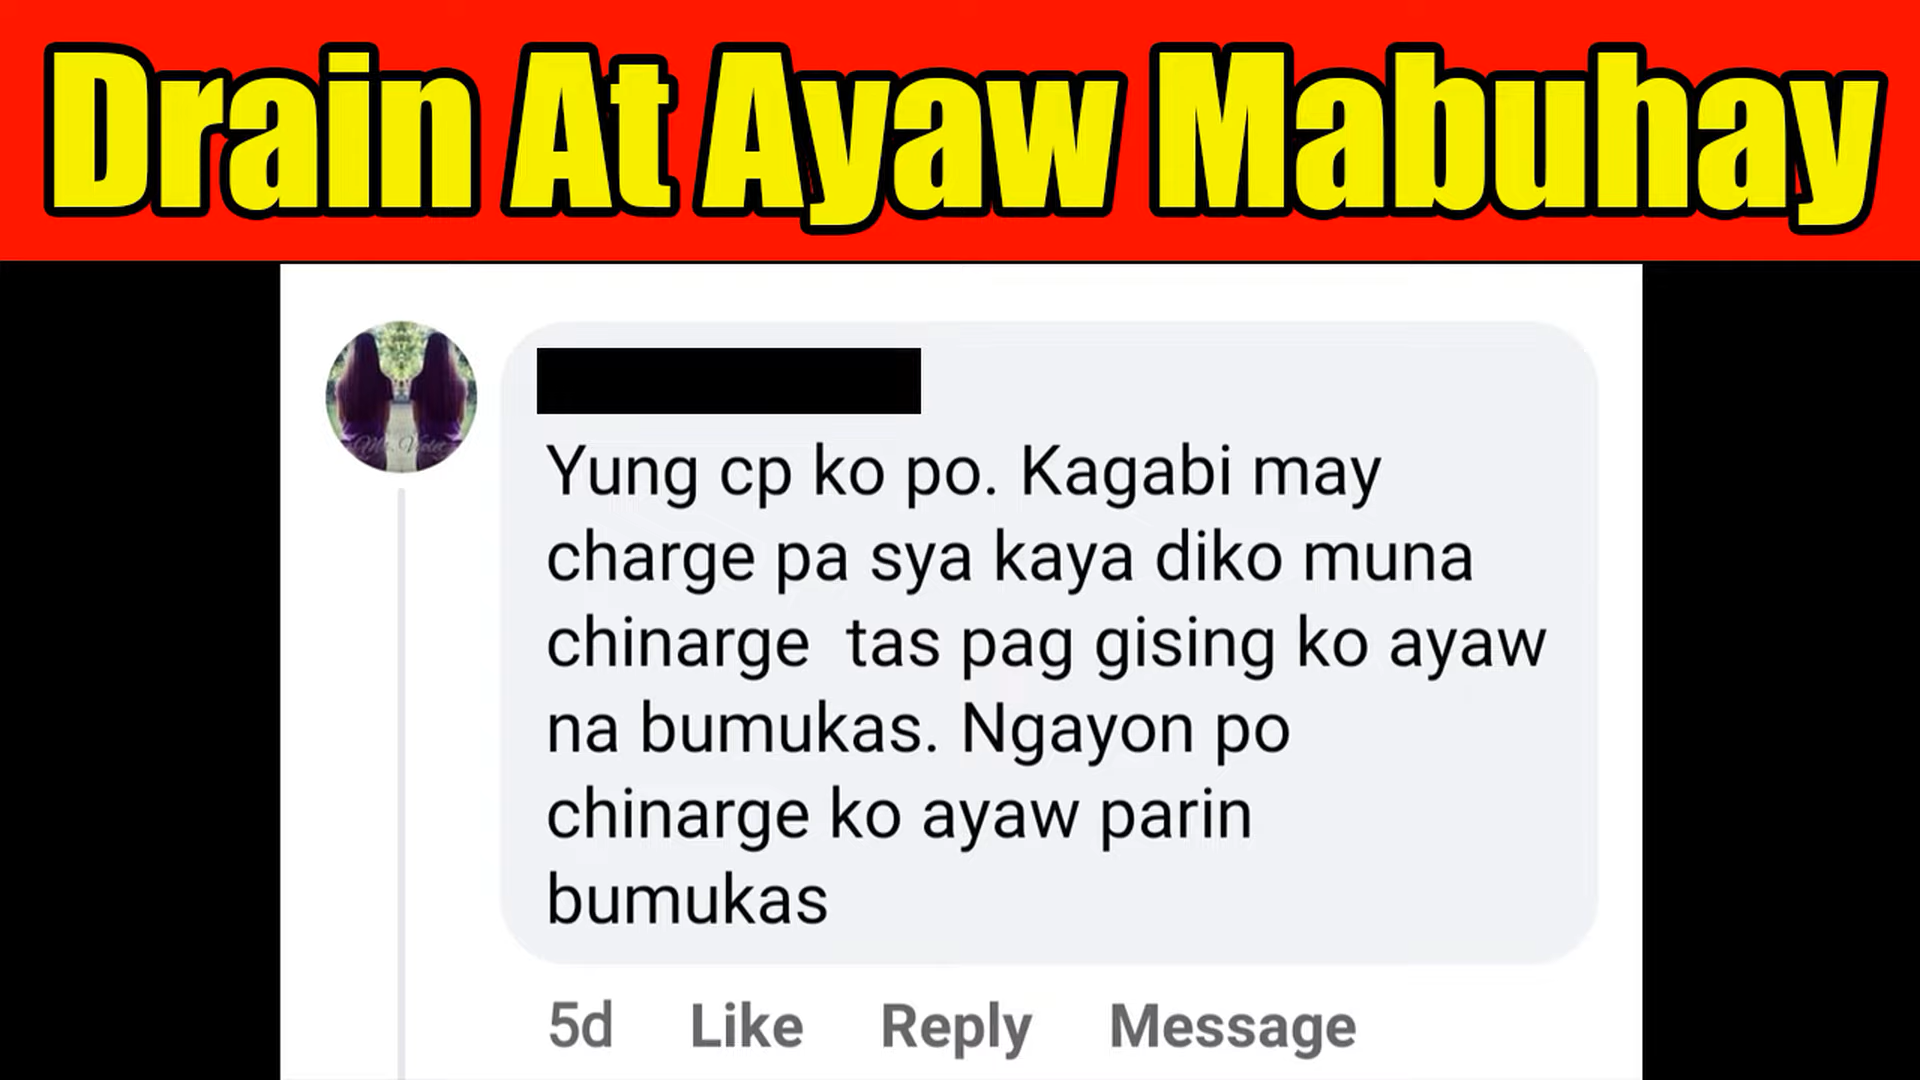 Drain At Ayaw Mabuhay
Yung cp ko po. Kagabi may
charge pa sya kaya diko muna
chinarge  tas pag gising ko ayaw
na bumukas. Ngayon po
chinarge ko ayaw parin
bumukas
5d Like Reply Message